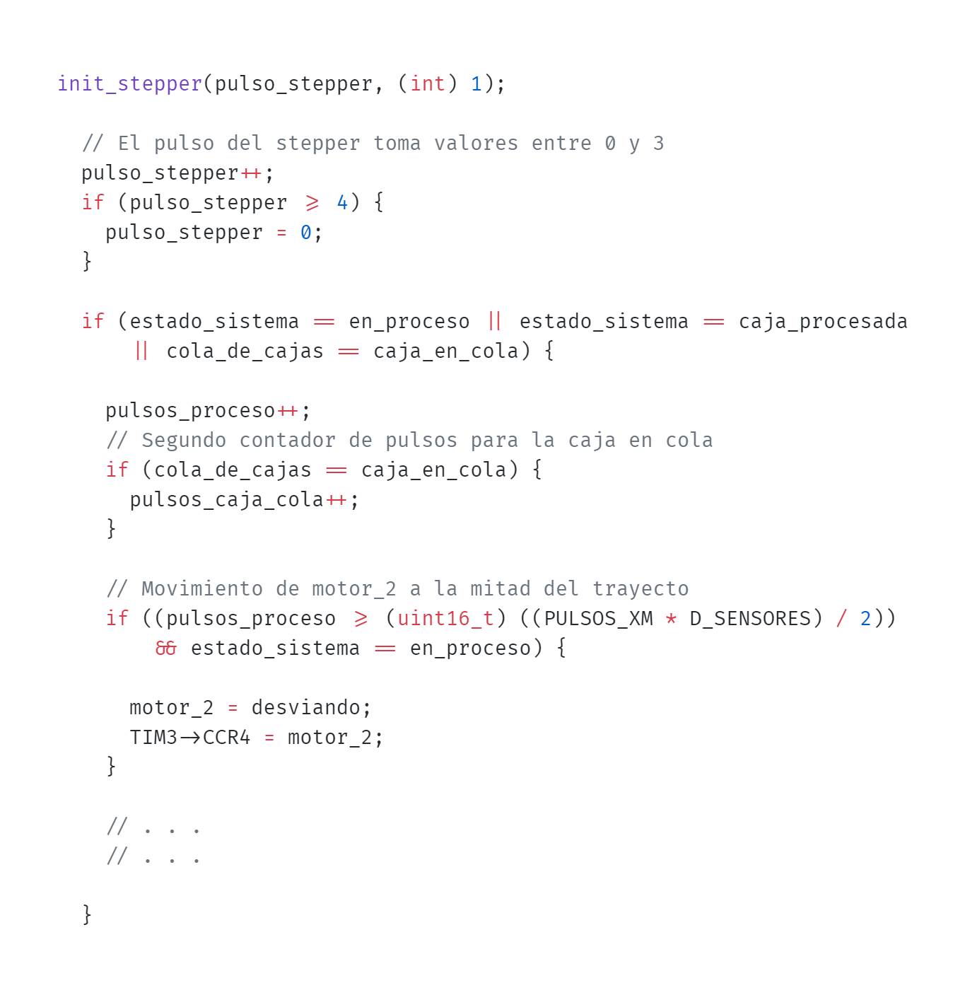 init_stepper(pulso_stepper, (int) 1);
// El pulso del stepper toma valores entre 0 y 3
pulso_stepper++;
if (pulso_stepper >= 4) {
pulso_stepper = 0;
}
if (estado_sistema == en_proceso || estado_sistema == caja_procesada
|| cola_de_cajas == caja_en_cola) {
pulsos_proceso++;
// Segundo contador de pulsos para la caja en cola
if (cola_de_cajas == caja_en_cola) {
pulsos_caja_cola++;
}
// Movimiento de motor_2 a la mitad del trayecto
if ((pulsos_proceso >= (uint16_t) ((PULSOS_XM * D_SENSORES) / 2))
&& estado_sistema == en_proceso) {
motor_2 = desviando;
TIM3->CCR4 = motor_2;
}
// . . .
// . . .
}